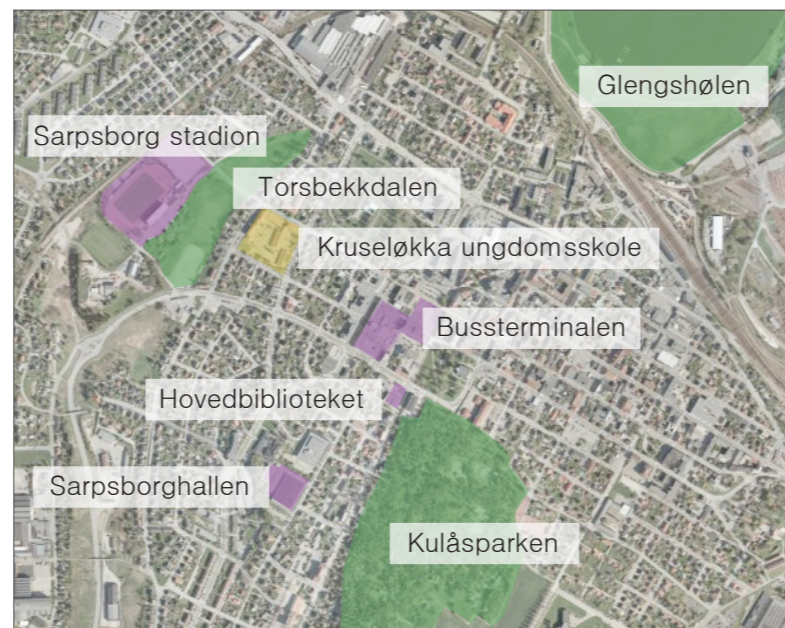 Glengshølen
Sarpsborg stadion
Torsbekkdalen
Kruseløkka ungdomsskole
Bussterminalen
Hovedbiblioteket
Sarpsborghallen
Kulåsparken